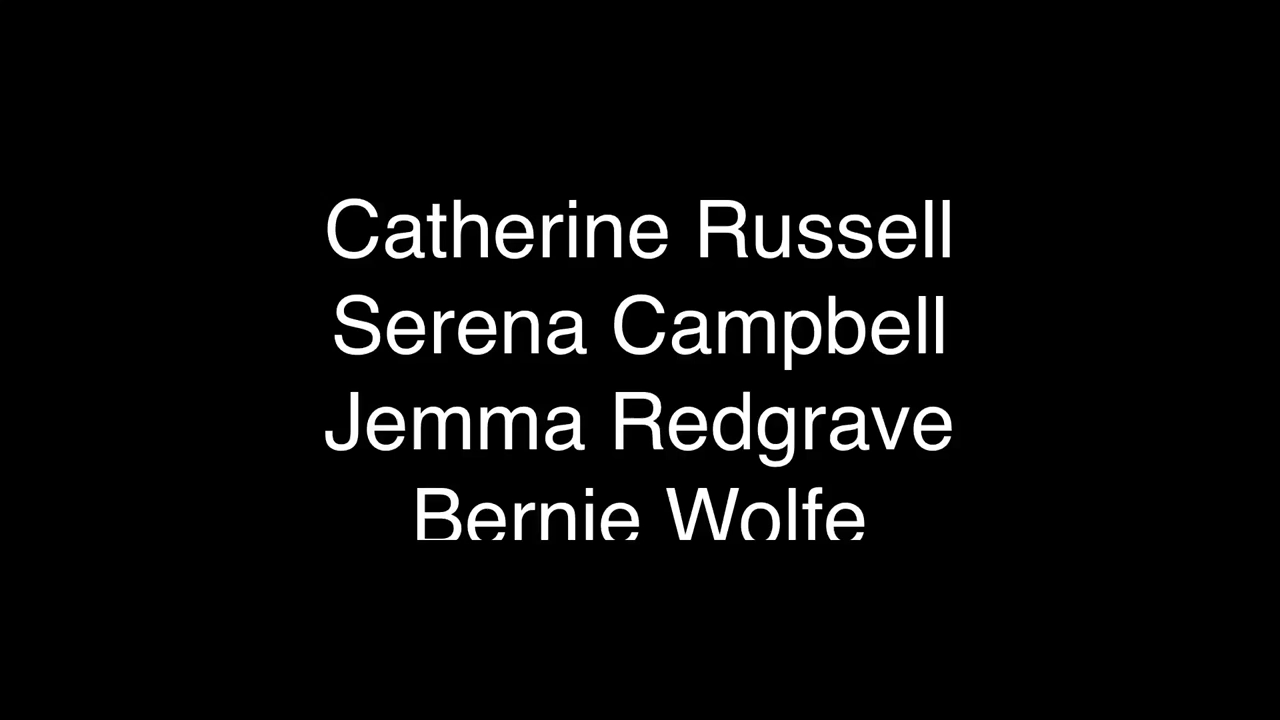 Catherine Russell
Serena Campbell
Jemma Redgrave
Bernie Wolfe